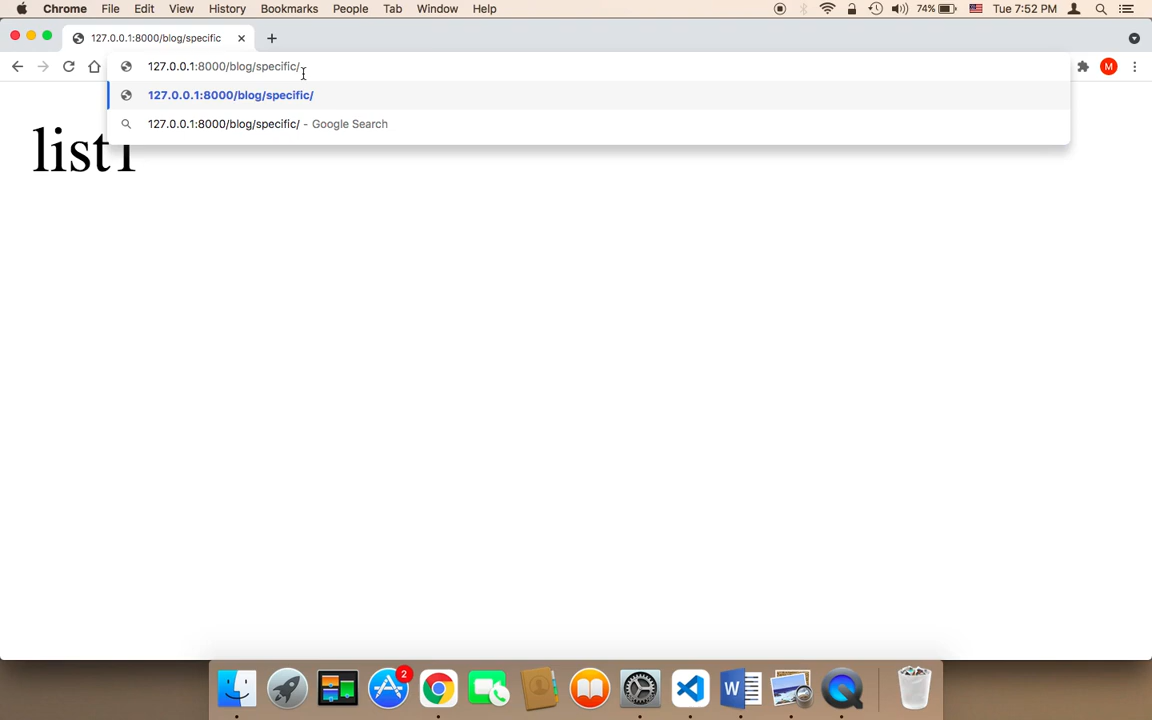 Chrome File Edit View History Bookmarks People Tab Window Help 74% Tue 7:52 PM
127.0.0.1:8000/blog/specific
127.0.0.1:8000/blog/specific/
M
127.0.0.1:8000/blog/specific/
127.0.0.1:8000/blog/specific/ - Google Search
list1
2
W